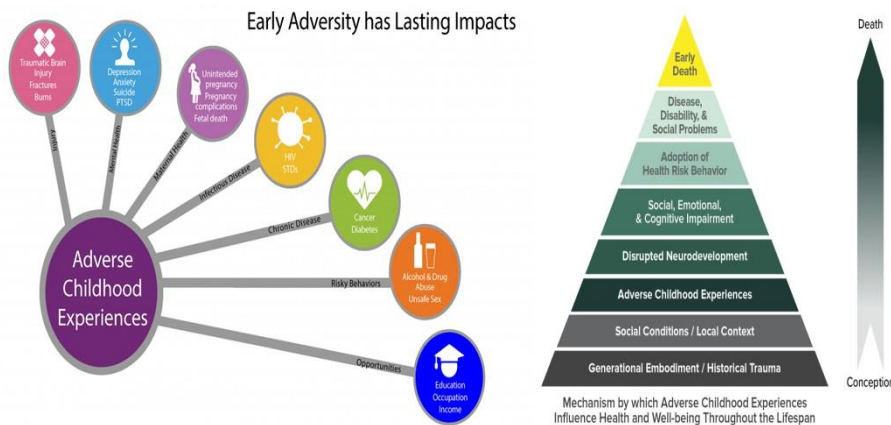 Early Adversity has Lasting Impacts
Traumatic Brain
Injury
Fractures
Burns
Depression
Anxiety
Suicide
PTSD
Unintended
pregnancy
Pregnancy
complications
Fetal death
HIV
STDs
Cancer
Diabetes
Alcohol & Drug
Abuse
Unsafe Sex
Education
Occupation
Income
Injury
Mental Health
Maternal Health
Infectious Disease
Chronic Disease
Risky Behaviors
Opportunities
Adverse
Childhood
Experiences
Early
Death
Disease,
Disability, &
Social Problems
Adoption of
Health Risk Behavior
Social, Emotional,
& Cognitive Impairment
Disrupted Neurodevelopment
Adverse Childhood Experiences
Social Conditions / Local Context
Generational Embodiment / Historical Trauma
Mechanism by which Adverse Childhood Experiences
Influence Health and Well-being Throughout the Lifespan
Death
Conception